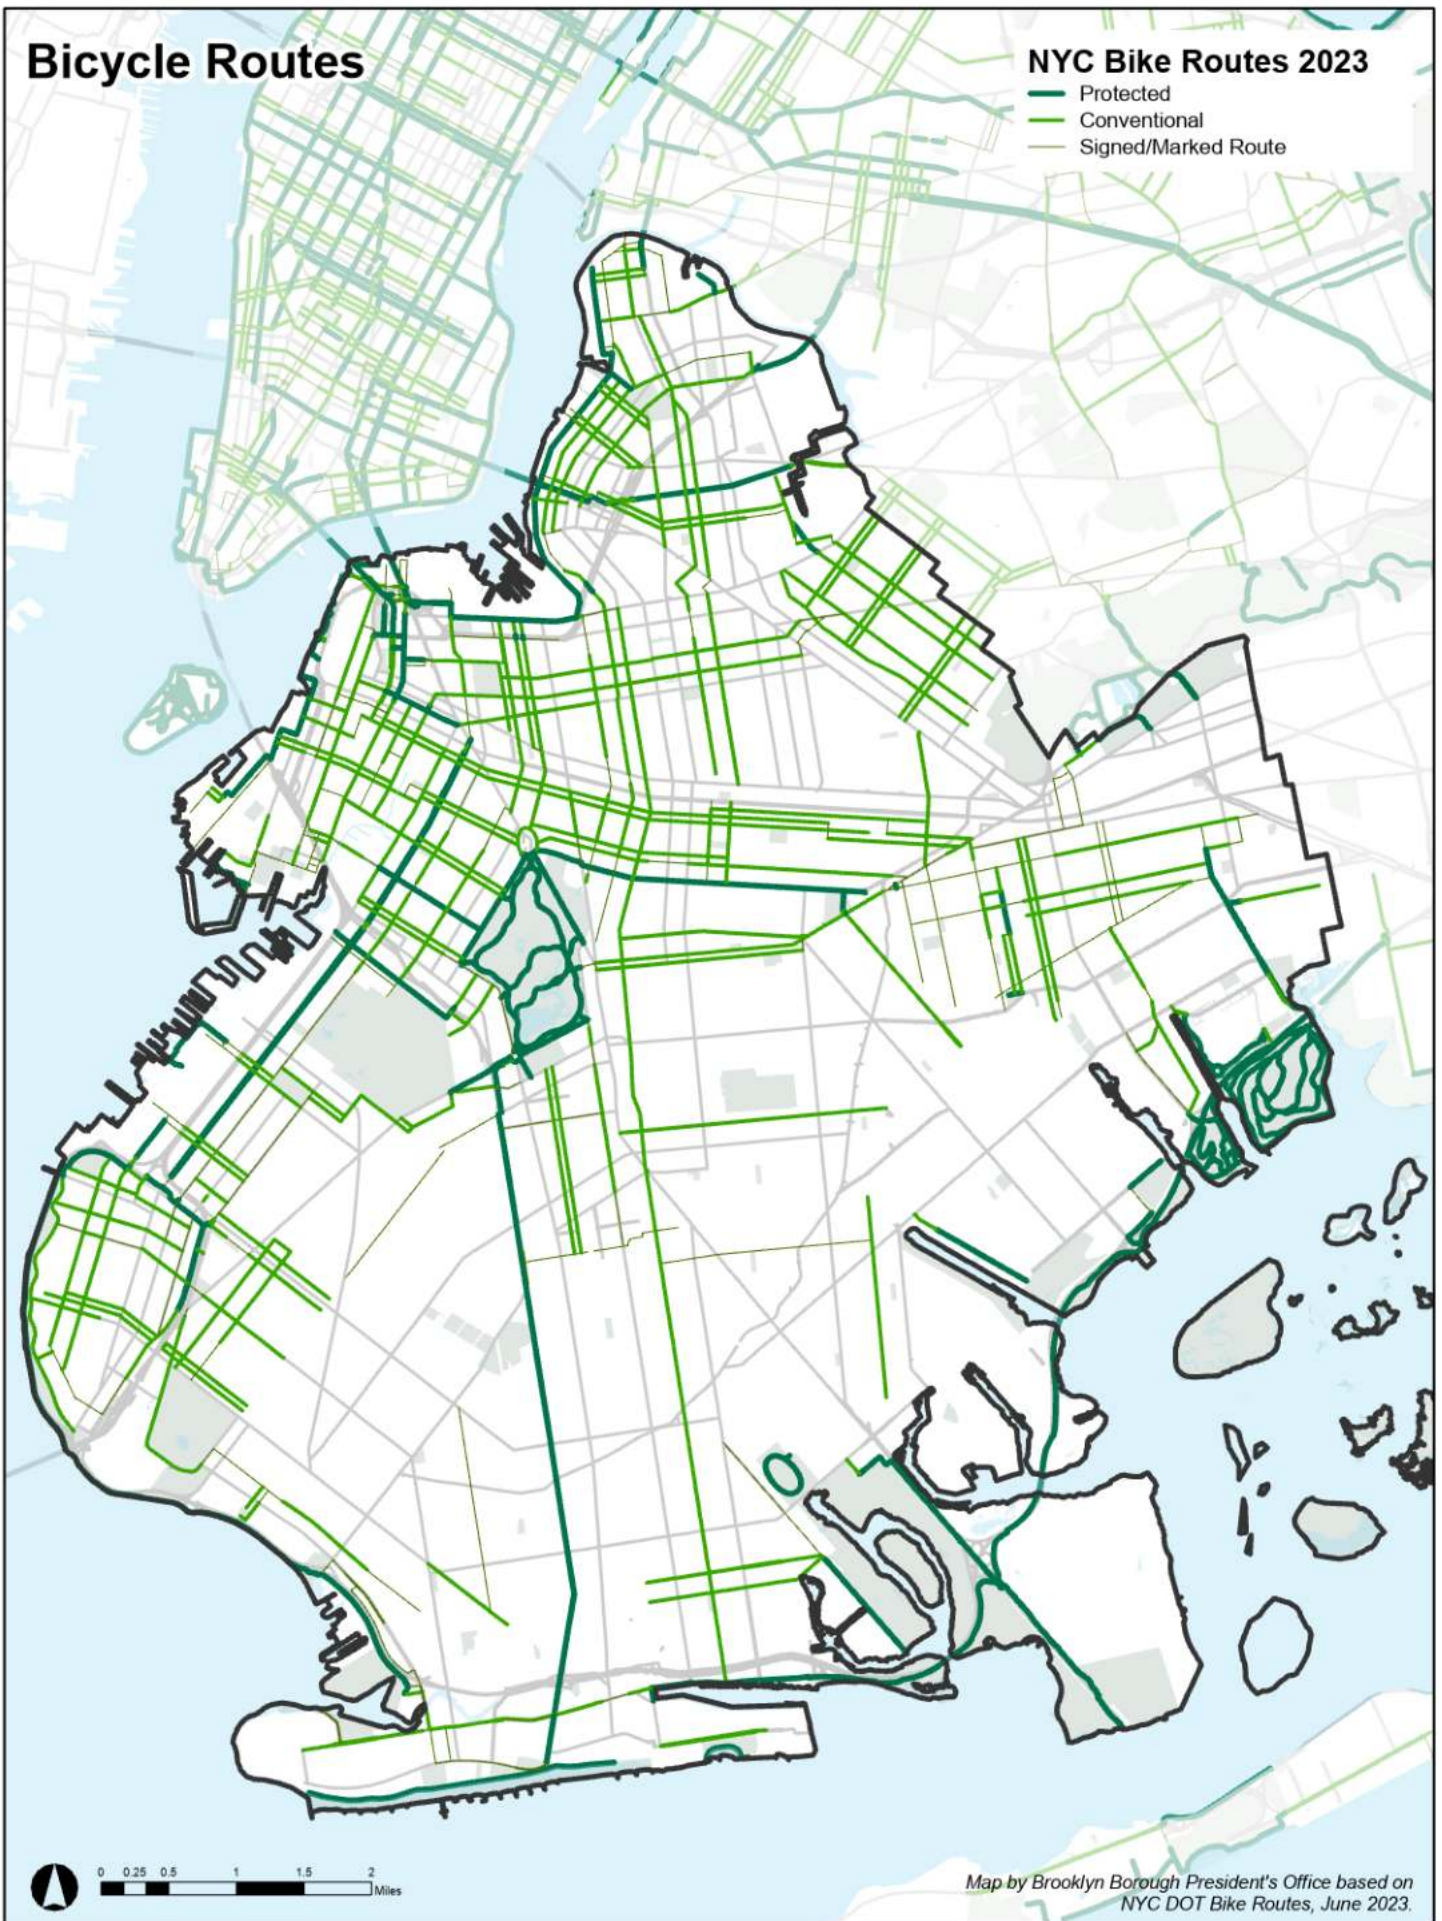 Bicycle Routes
NYC Bike Routes 2023
Protected
Conventional
Signed/Marked Route
0 0.25 0.5 1 1.5 2
Miles
Map by Brooklyn Borough President's Office based on
NYC DOT Bike Routes, June 2023.